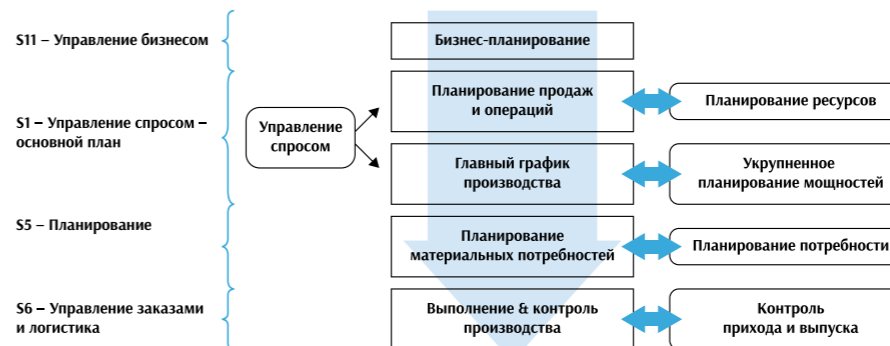 S11 – Управление бизнесом
Бизнес-планирование
S1 – Управление спросом –
основной план
Управление
спросом
Планирование продаж
и операций
Планирование ресурсов
Главный график
производства
Укрупненное
планирование мощностей
S5 – Планирование
Планирование
материальных потребностей
Планирование потребности
S6 – Управление заказами
и логистика
Выполнение & контроль
производства
Контроль
прихода и выпуска